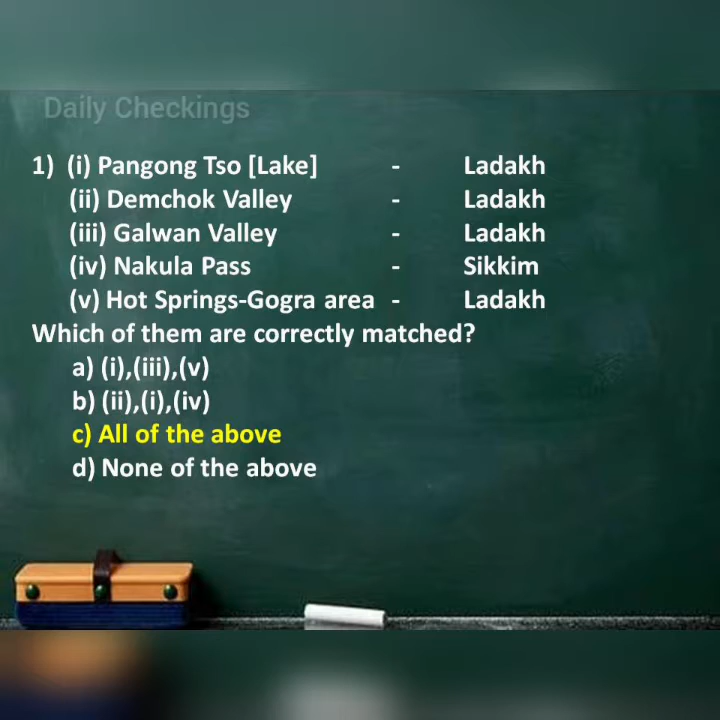 Daily Checkings
1) (i) Pangong Tso [Lake] - Ladakh
(ii) Demchok Valley - Ladakh
(iii) Galwan Valley - Ladakh
(iv) Nakula Pass - Sikkim
(v) Hot Springs-Gogra area - Ladakh
Which of them are correctly matched?
a) (i),(iii),(v)
b) (ii),(i),(iv)
c) All of the above
d) None of the above